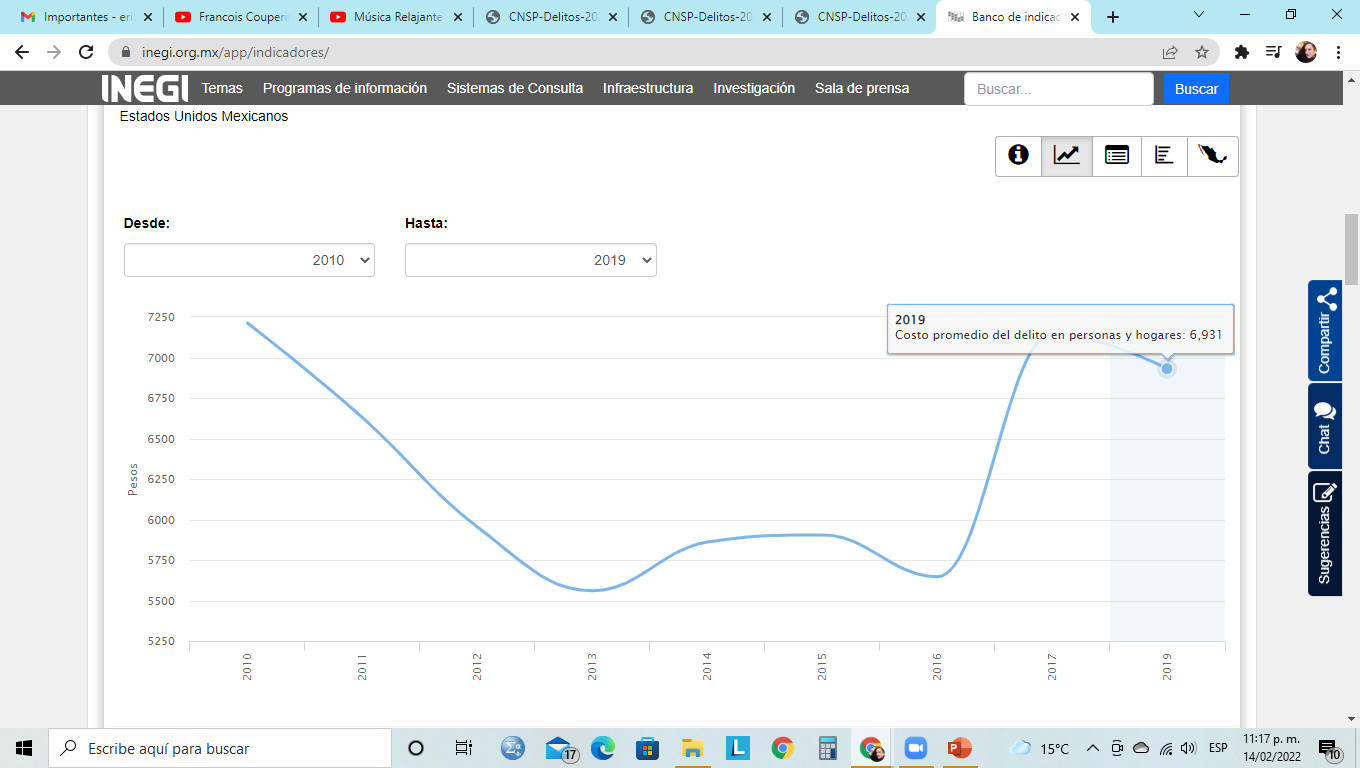 Importantes - eri
Francois Couperi
Música Relajante
CNSP-Delitos-20
CNSP-Delitos-20
CNSP-Delitos-20
Banco de indicad
inegi.org.mx/app/indicadores/
INEGI Temas Programas de información Sistemas de Consulta Infraestructura Investigación Sala de prensa Buscar... Buscar
Estados Unidos Mexicanos
Desde: Hasta:
2010 2019
2019
Costo promedio del delito en personas y hogares: 6,931
7250
7000
6750
6500
6250
6000
5750
5500
5250
Pesos
2010 2011 2012 2013 2014 2015 2016 2017 2019
Compartir
Chat
Sugerencias
Escribe aquí para buscar
17
15°C
ESP
11:17 p. m.
14/02/2022
10